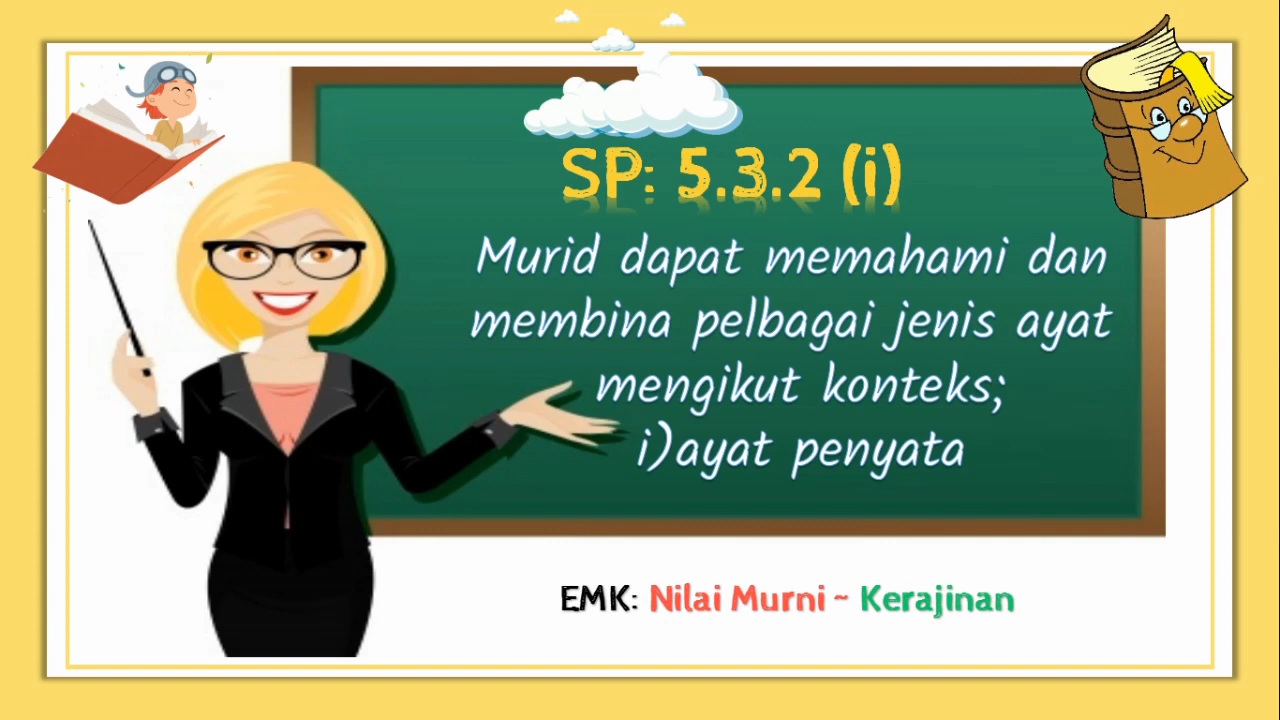 SP: 5.3.2 (i)
Murid dapat memahami dan
membina pelbagai jenis ayat
mengikut konteks;
i)ayat penyata
EMK: Nilai Murni ~ Kerajinan